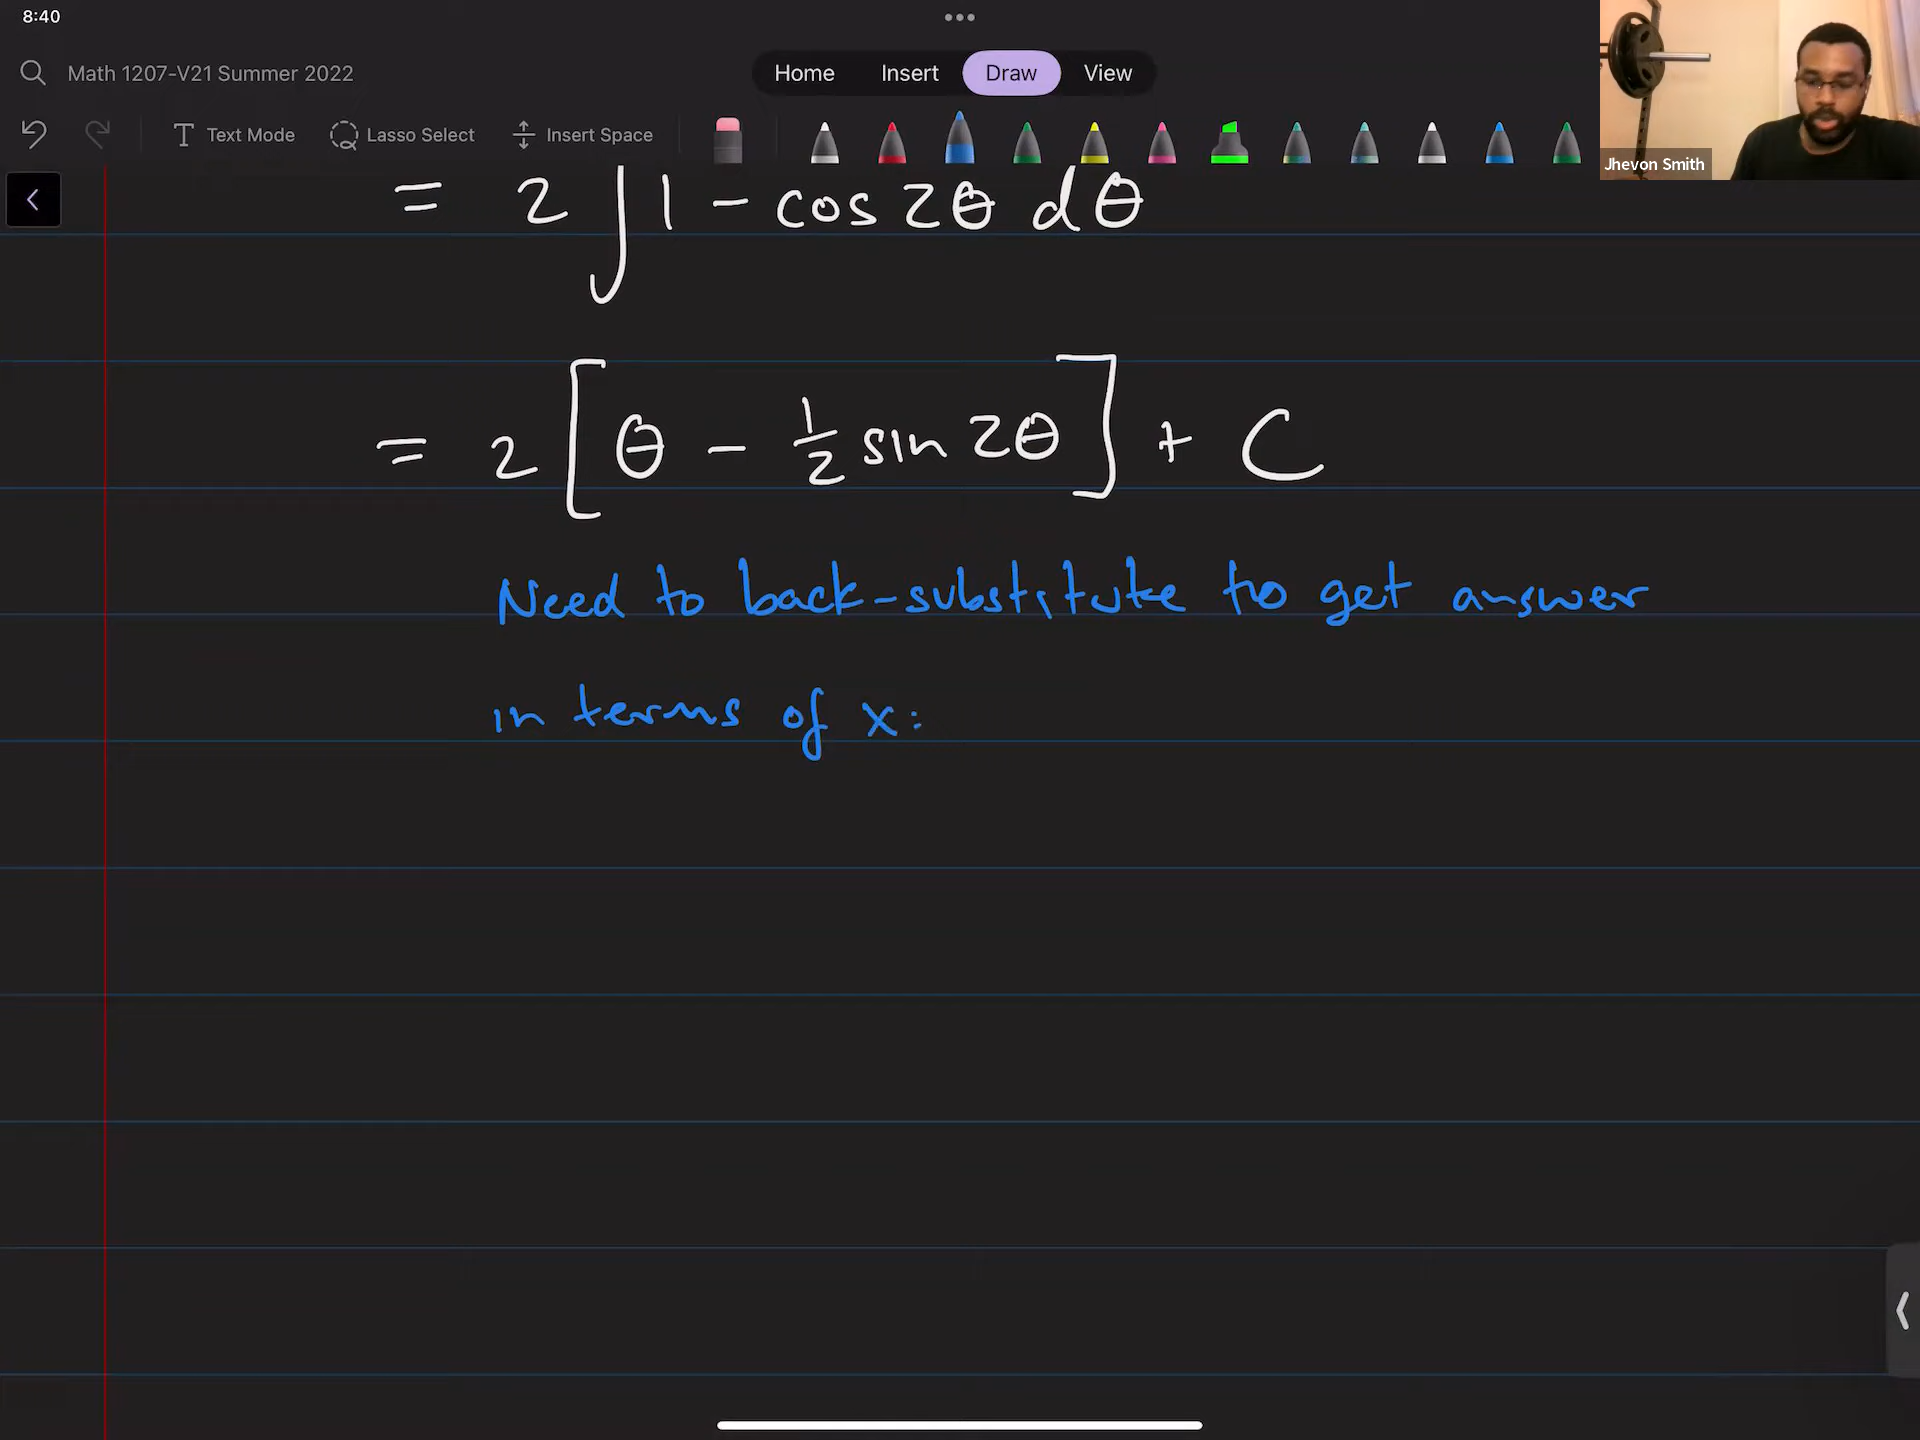 8:40
Math 1207-V21 Summer 2022
Home Insert Draw View
Text Mode Lasso Select Insert Space
Jhevon Smith
= 2 ∫ 1 - cos 2θ dθ
= 2 [ θ - 1/2 sin 2θ ] + C
Need to back-substitute to get answer
in terms of x: